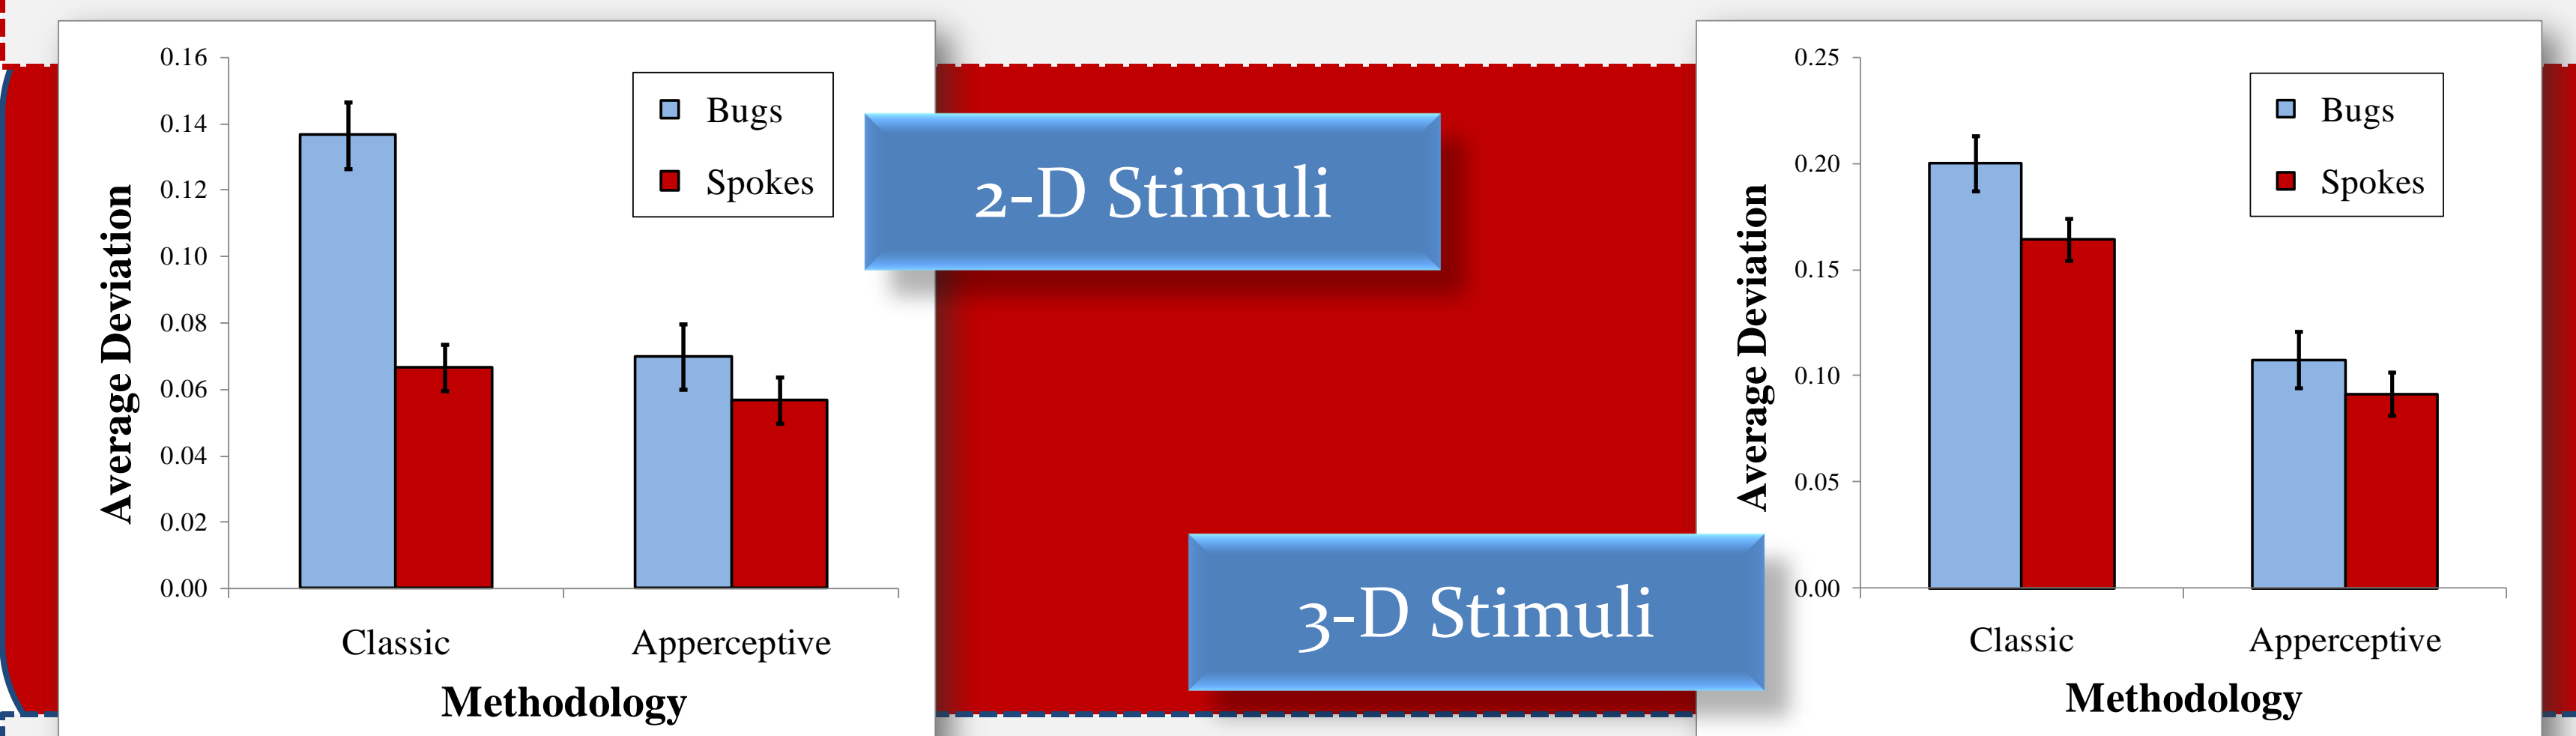 0.16
0.14
0.12
0.10
0.08
0.06
0.04
0.02
0.00
Average Deviation
Bugs
Spokes
Classic
Apperceptive
Methodology
2-D Stimuli
3-D Stimuli
0.25
0.20
0.15
0.10
0.05
0.00
Average Deviation
Bugs
Spokes
Classic
Apperceptive
Methodology